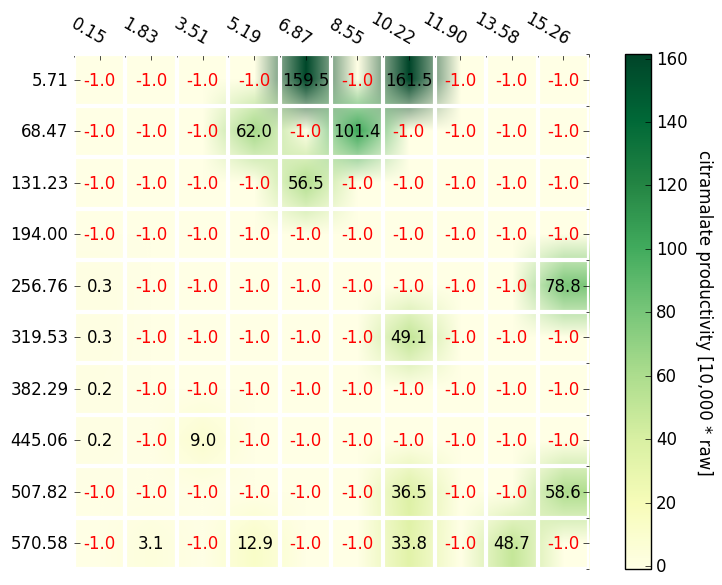 0.15 1.83 3.51 5.19 6.87 8.55 10.22 11.90 13.58 15.26
5.71 -1.0 -1.0 -1.0 -1.0 159.5 -1.0 161.5 -1.0 -1.0 -1.0
68.47 -1.0 -1.0 -1.0 62.0 -1.0 101.4 -1.0 -1.0 -1.0 -1.0
131.23 -1.0 -1.0 -1.0 -1.0 56.5 -1.0 -1.0 -1.0 -1.0 -1.0
194.00 -1.0 -1.0 -1.0 -1.0 -1.0 -1.0 -1.0 -1.0 -1.0 -1.0
256.76 0.3 -1.0 -1.0 -1.0 -1.0 -1.0 -1.0 -1.0 -1.0 78.8
319.53 0.3 -1.0 -1.0 -1.0 -1.0 -1.0 49.1 -1.0 -1.0 -1.0
382.29 0.2 -1.0 -1.0 -1.0 -1.0 -1.0 -1.0 -1.0 -1.0 -1.0
445.06 0.2 -1.0 9.0 -1.0 -1.0 -1.0 -1.0 -1.0 -1.0 -1.0
507.82 -1.0 -1.0 -1.0 -1.0 -1.0 -1.0 36.5 -1.0 -1.0 58.6
570.58 -1.0 3.1 -1.0 12.9 -1.0 -1.0 33.8 -1.0 48.7 -1.0
160
140
120
100
80
60
40
20
0
citramalate productivity [10,000 * raw]